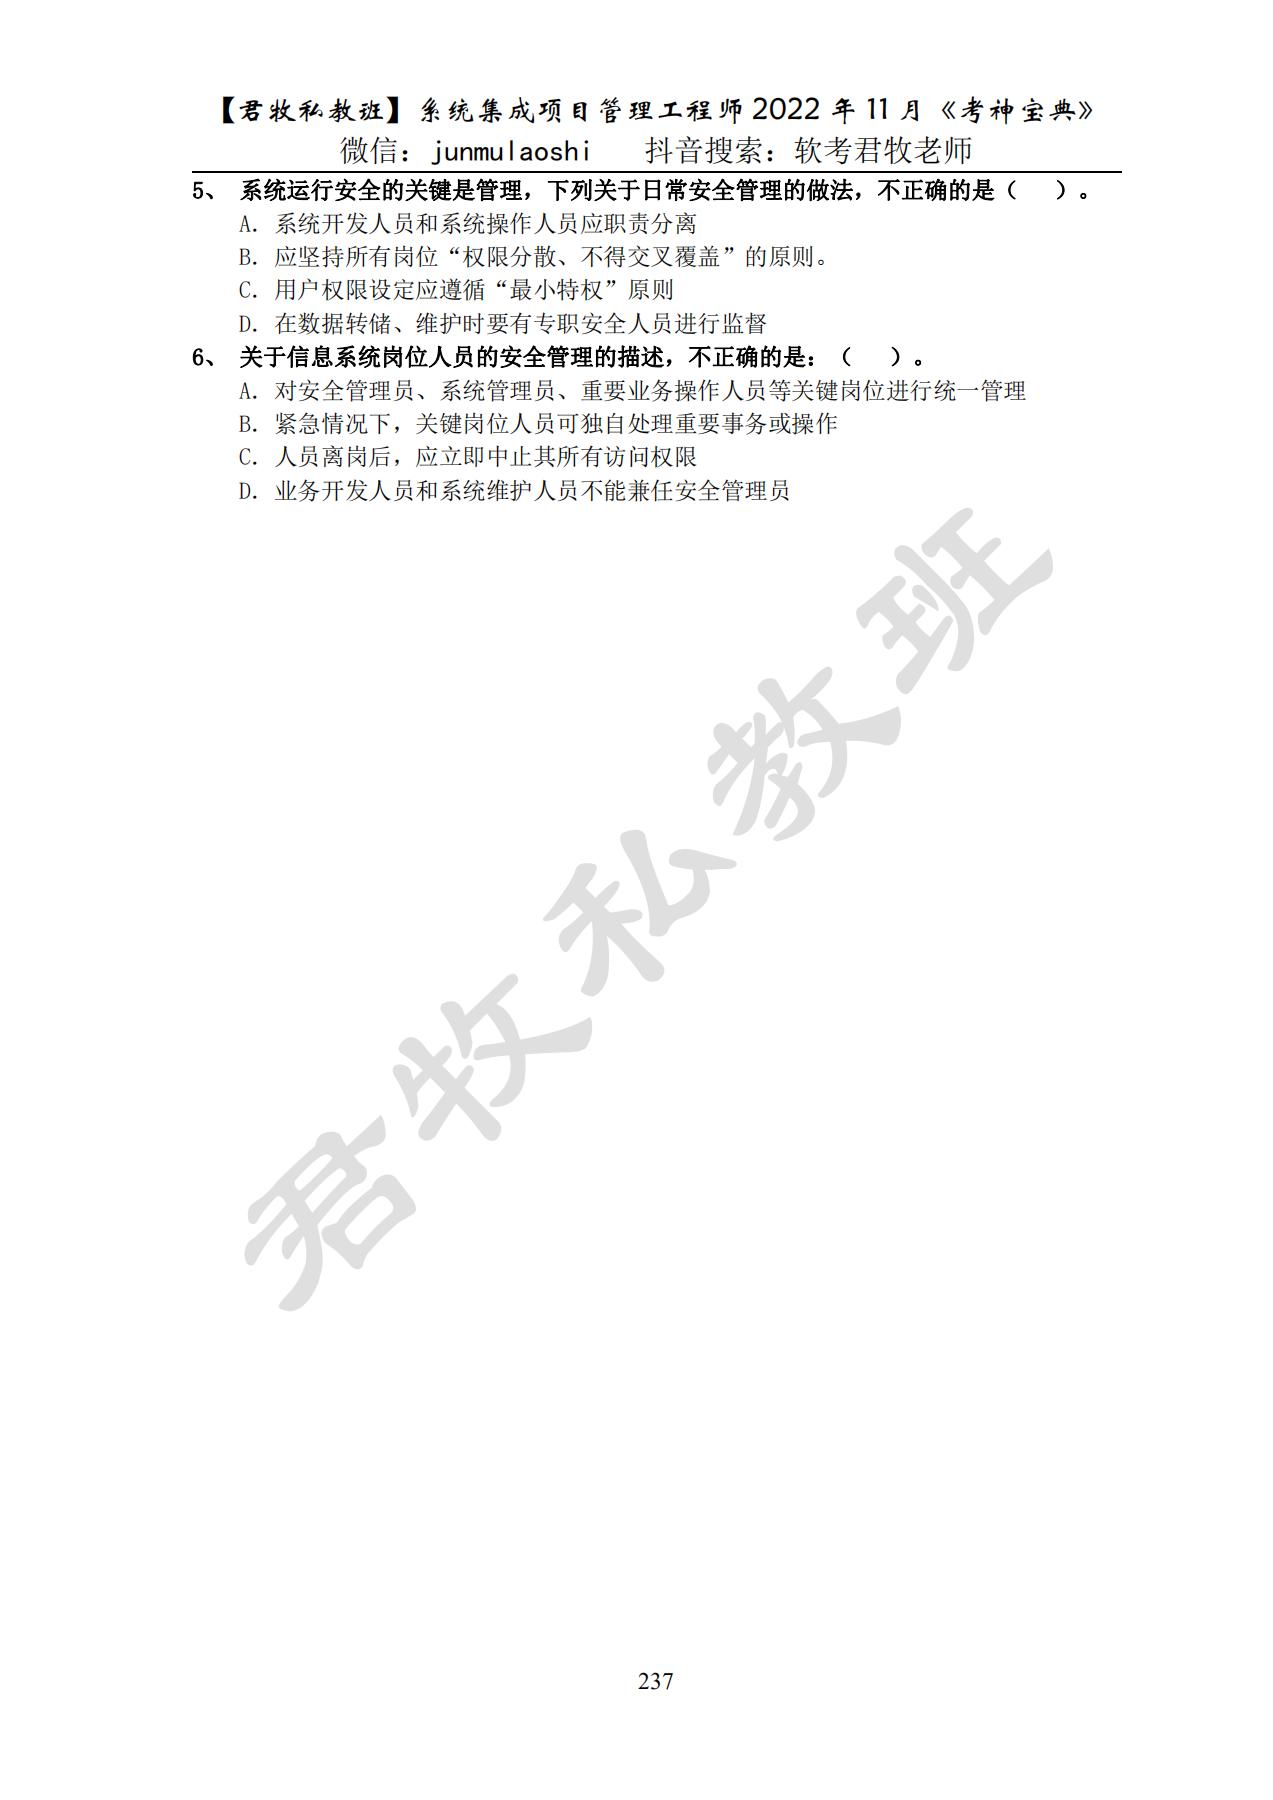 【君牧私教班】系统集成项目管理工程师2022年11月《考神宝典》
微信：junmulaoshi 抖音搜索：软考君牧老师
5、 系统运行安全的关键是管理，下列关于日常安全管理的做法，不正确的是（ ）。
A. 系统开发人员和系统操作人员应职责分离
B. 应坚持所有岗位“权限分散、不得交叉覆盖”的原则。
C. 用户权限设定应遵循“最小特权”原则
D. 在数据转储、维护时要有专职安全人员进行监督
6、 关于信息系统岗位人员的安全管理的描述，不正确的是：（ ）。
A. 对安全管理员、系统管理员、重要业务操作人员等关键岗位进行统一管理
B. 紧急情况下，关键岗位人员可独自处理重要事务或操作
C. 人员离岗后，应立即中止其所有访问权限
D. 业务开发人员和系统维护人员不能兼任安全管理员
君牧私教班
237